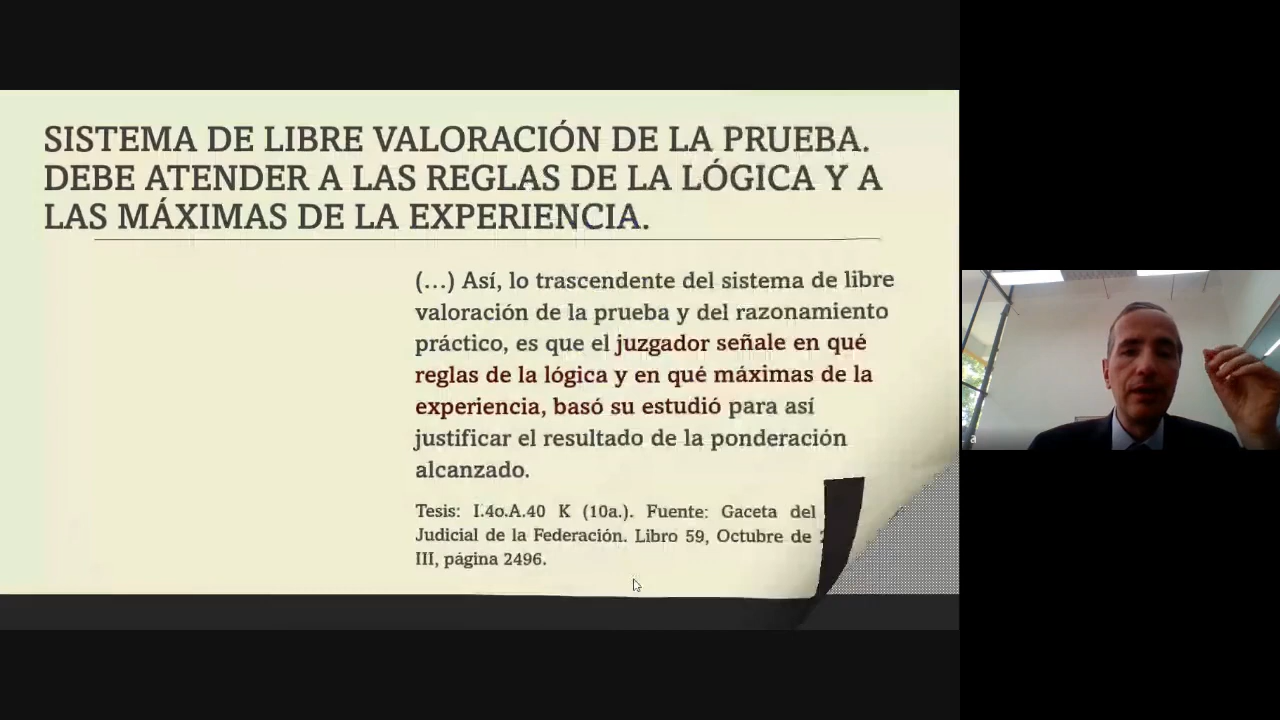 SISTEMA DE LIBRE VALORACIÓN DE LA PRUEBA.
DEBE ATENDER A LAS REGLAS DE LA LÓGICA Y A
LAS MÁXIMAS DE LA EXPERIENCIA.
(…) Así, lo trascendente del sistema de libre
valoración de la prueba y del razonamiento
práctico, es que el juzgador señale en qué
reglas de la lógica y en qué máximas de la
experiencia, basó su estudió para así
justificar el resultado de la ponderación
alcanzado.
Tesis: I.4o.A.40 K (10a.). Fuente: Gaceta del
Judicial de la Federación. Libro 59, Octubre de
III, página 2496.
a